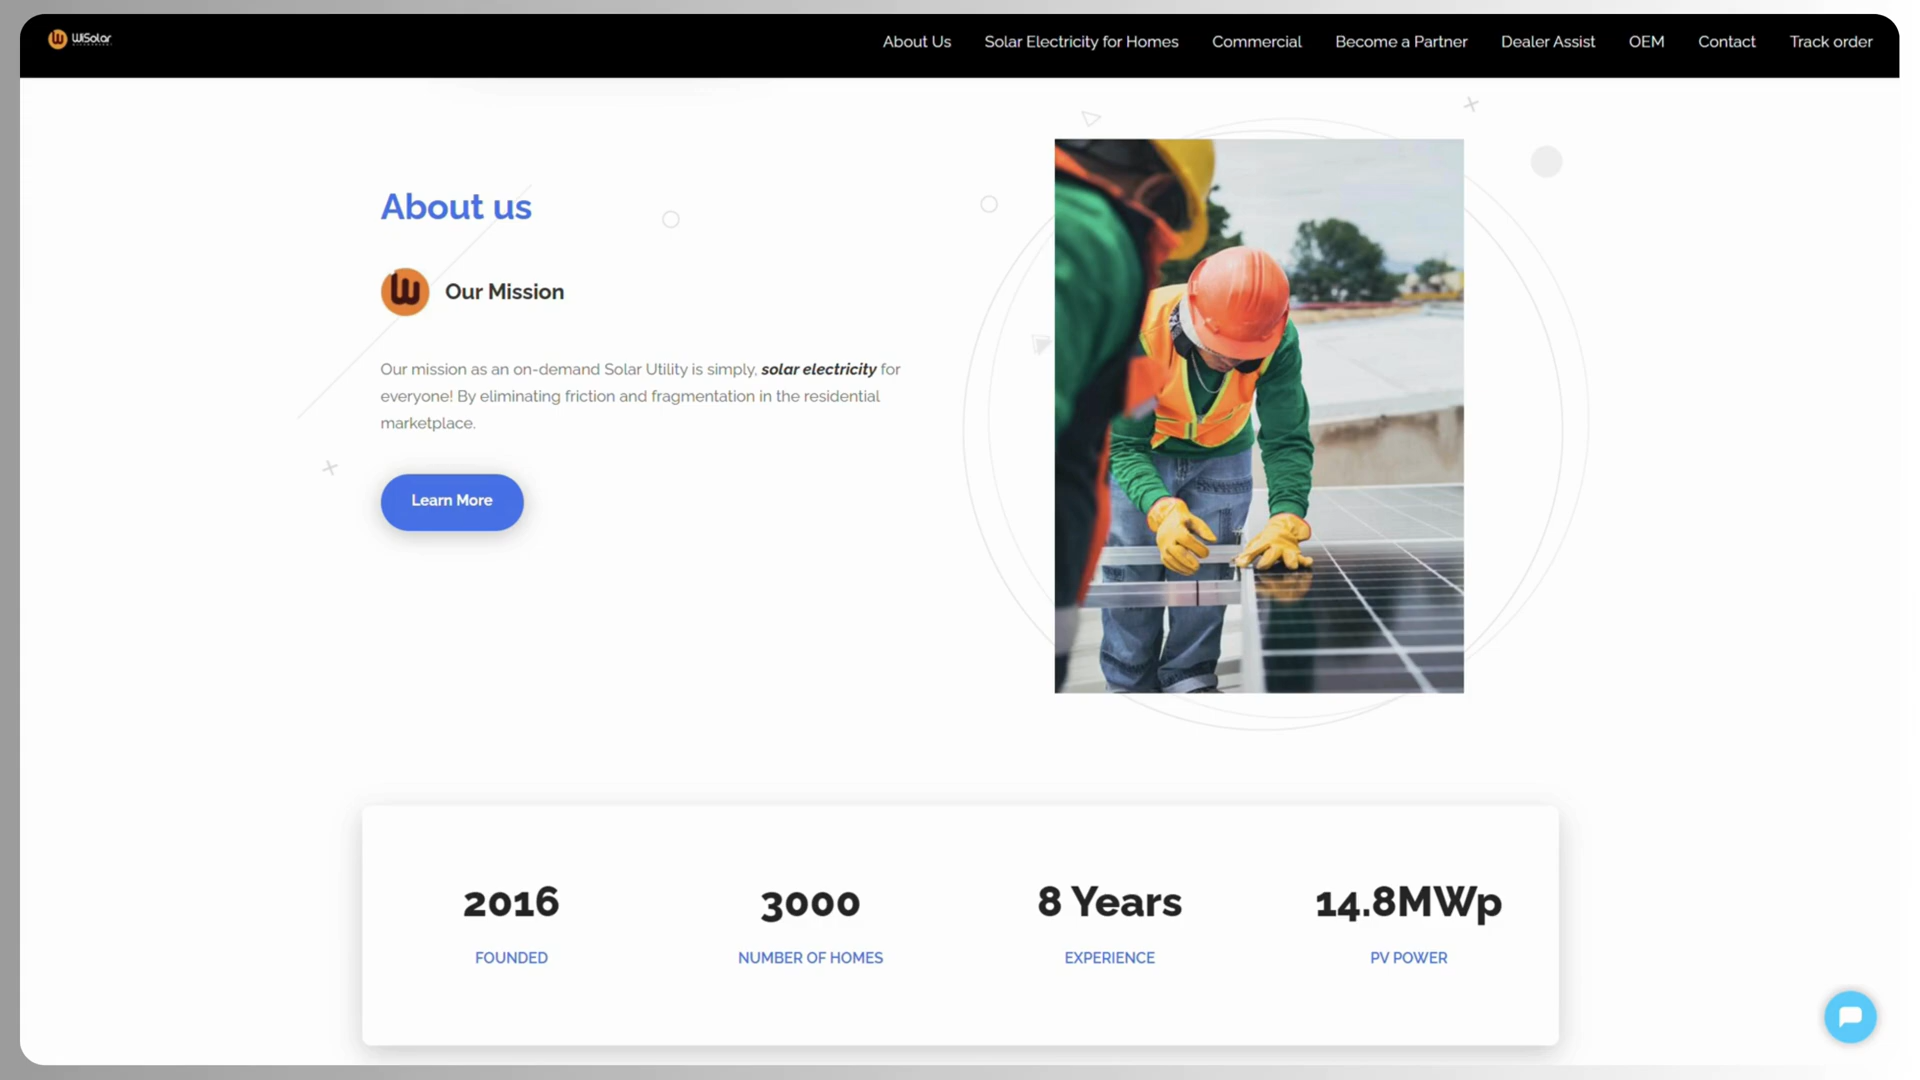 WiSolar
About Us Solar Electricity for Homes Commercial Become a Partner Dealer Assist OEM Contact Track order
About us
Our Mission
Our mission as an on-demand Solar Utility is simply, solar electricity for
everyone! By eliminating friction and fragmentation in the residential
marketplace.
Learn More
2016 3000 8 Years 14.8MWp
FOUNDED NUMBER OF HOMES EXPERIENCE PV POWER